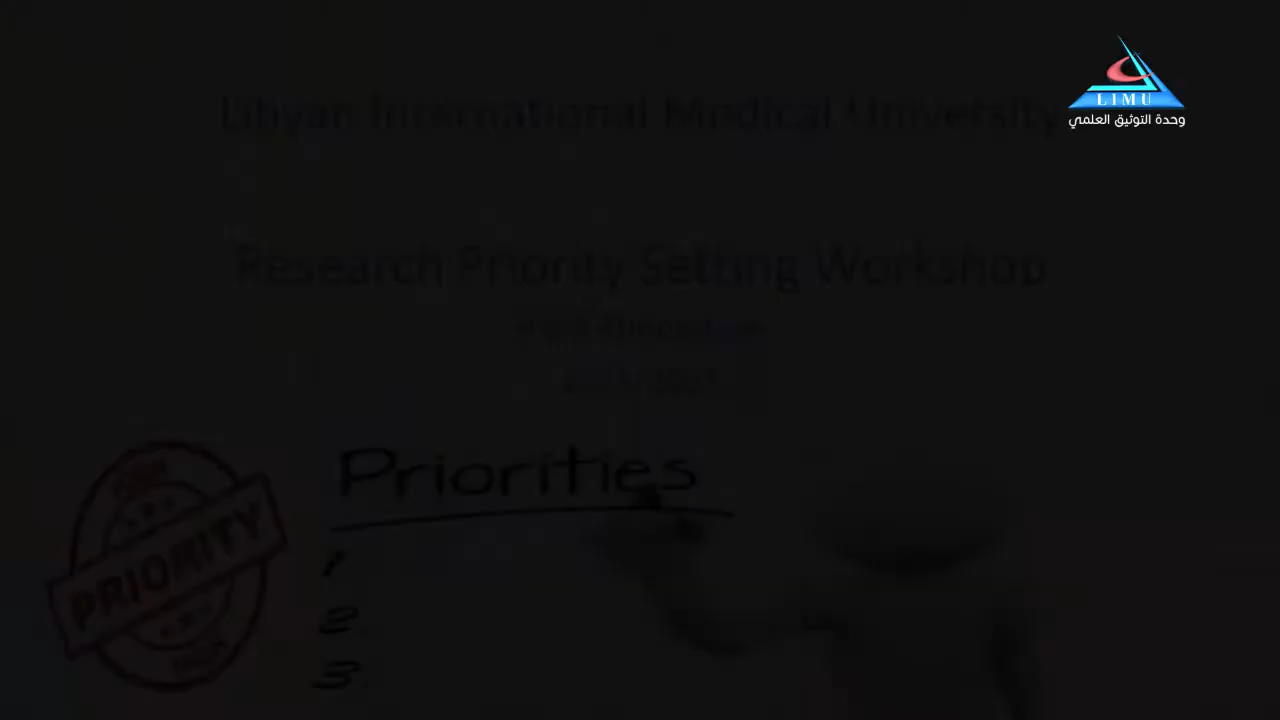 LIMU
وحدة التوثيق العلمي
Libyan International Medical University
Research Priority Setting Workshop
Priorities
PRIORITY
1
2
3